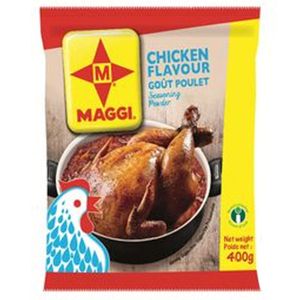 M
MAGGI®
CHICKEN
FLAVOUR
GOÛT POULET
Seasoning
Powder
Net weight
Poids net :
400g